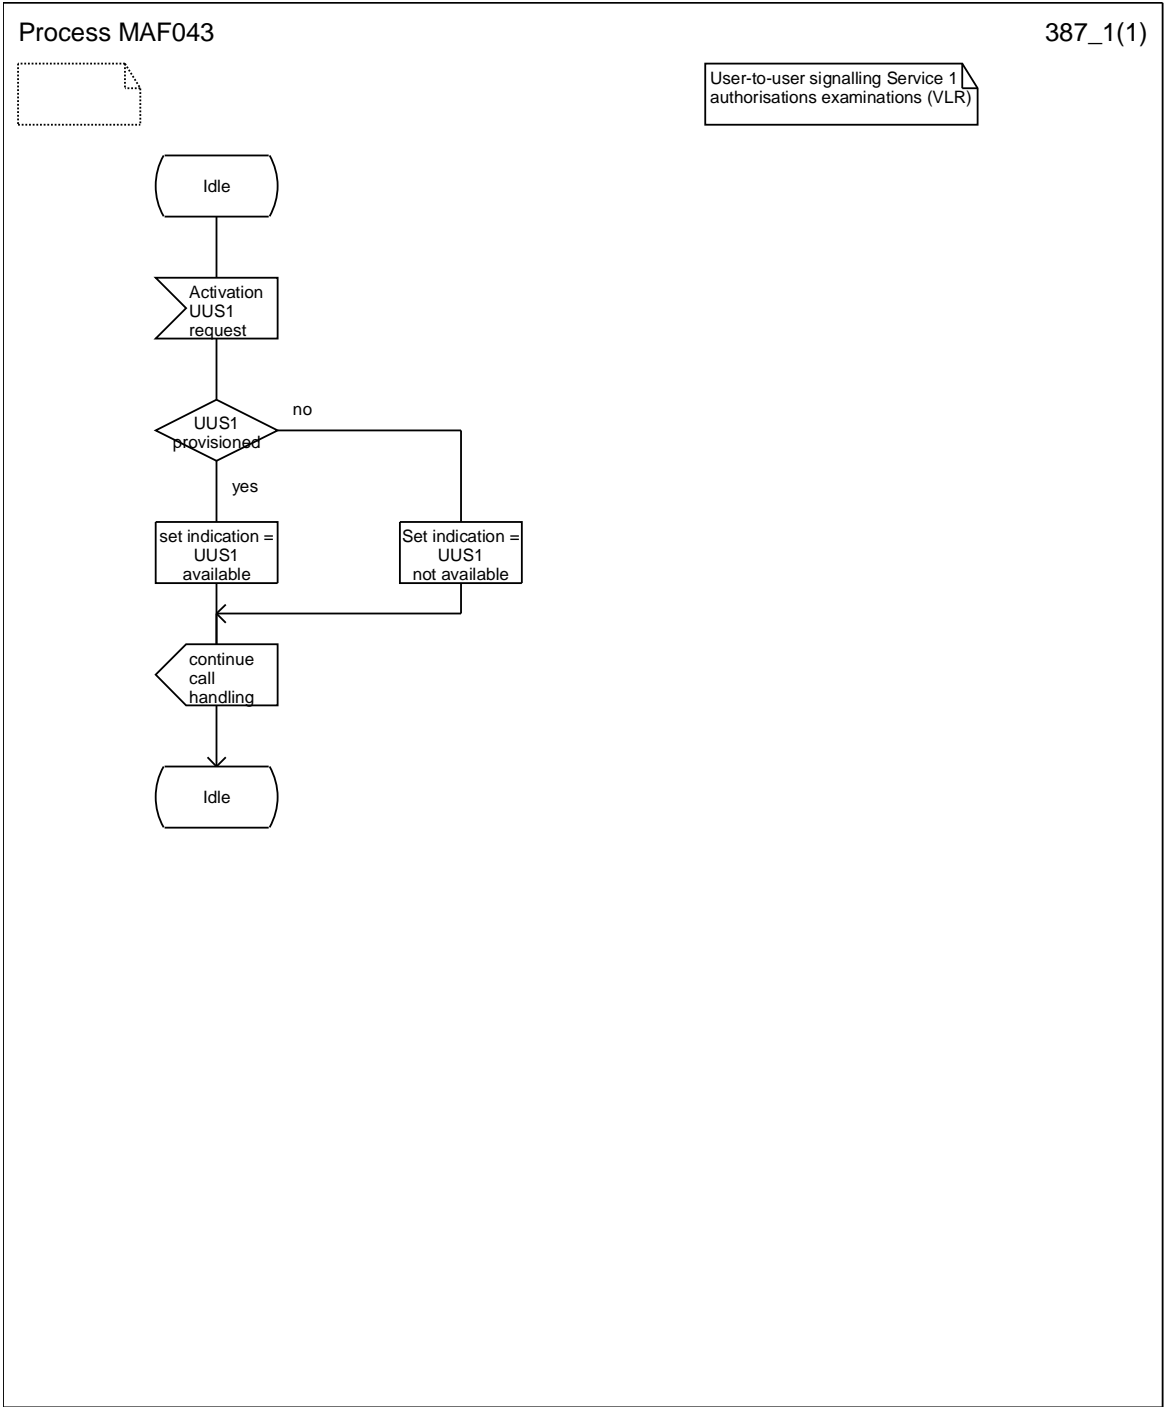 Process MAF043
387_1(1)
User-to-user signalling Service 1
authorisations examinations (VLR)
Idle
Activation
UUS1
request
UUS1
provisioned
no
yes
set indication =
UUS1
available
Set indication =
UUS1
not available
continue
call
handling
Idle